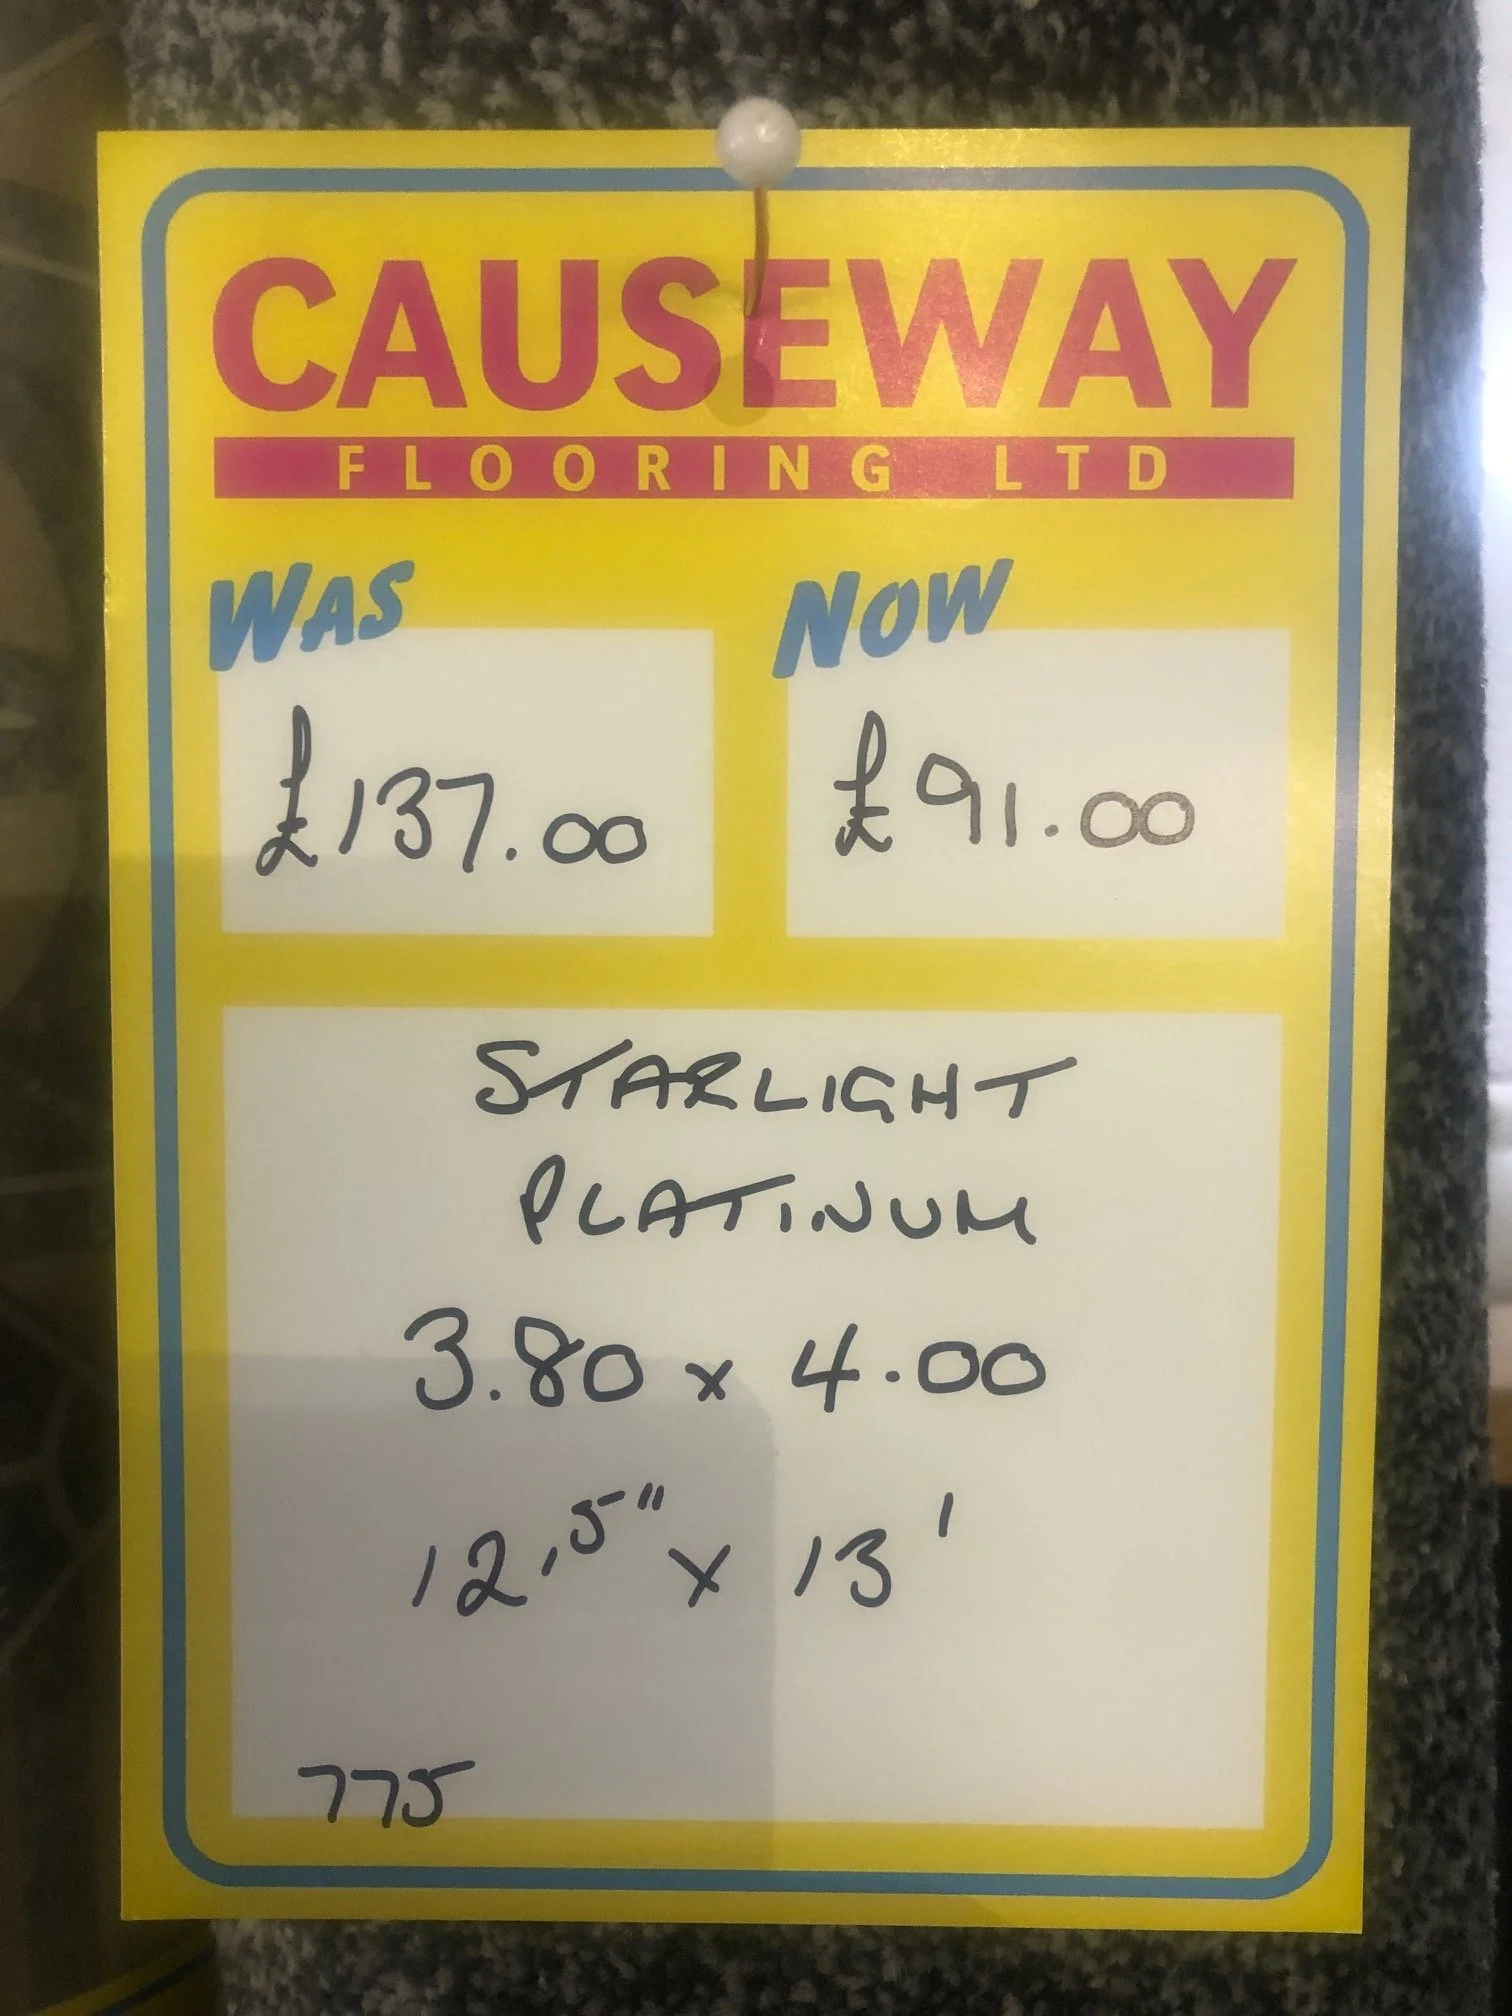 CAUSEWAY
FLOORING LTD
WAS
NOW
£137.00
£91.00
STARLIGHT
PLATINUM
3.80 x 4.00
12,5" x 13'
775